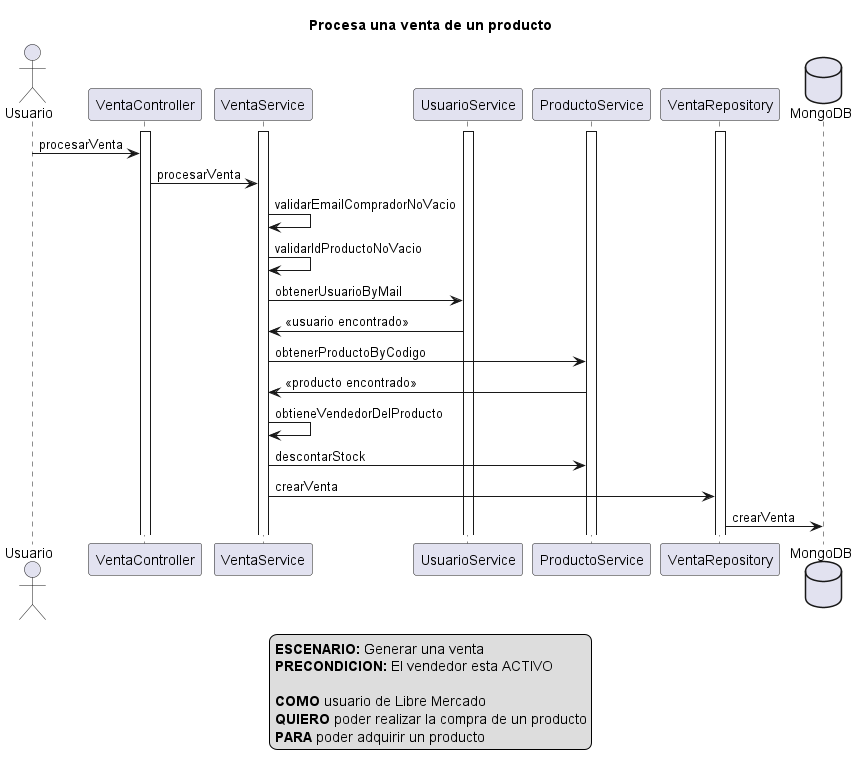 Procesa una venta de un producto
Usuario
VentaController
VentaService
UsuarioService
ProductoService
VentaRepository
MongoDB
procesarVenta
procesarVenta
validarEmailCompradorNoVacio
validarIdProductoNoVacio
obtenerUsuarioByMail
«usuario encontrado»
obtenerProductoByCodigo
«producto encontrado»
obtieneVendedorDelProducto
descontarStock
crearVenta
crearVenta
Usuario
VentaController
VentaService
UsuarioService
ProductoService
VentaRepository
MongoDB
ESCENARIO: Generar una venta
PRECONDICION: El vendedor esta ACTIVO
COMO usuario de Libre Mercado
QUIERO poder realizar la compra de un producto
PARA poder adquirir un producto